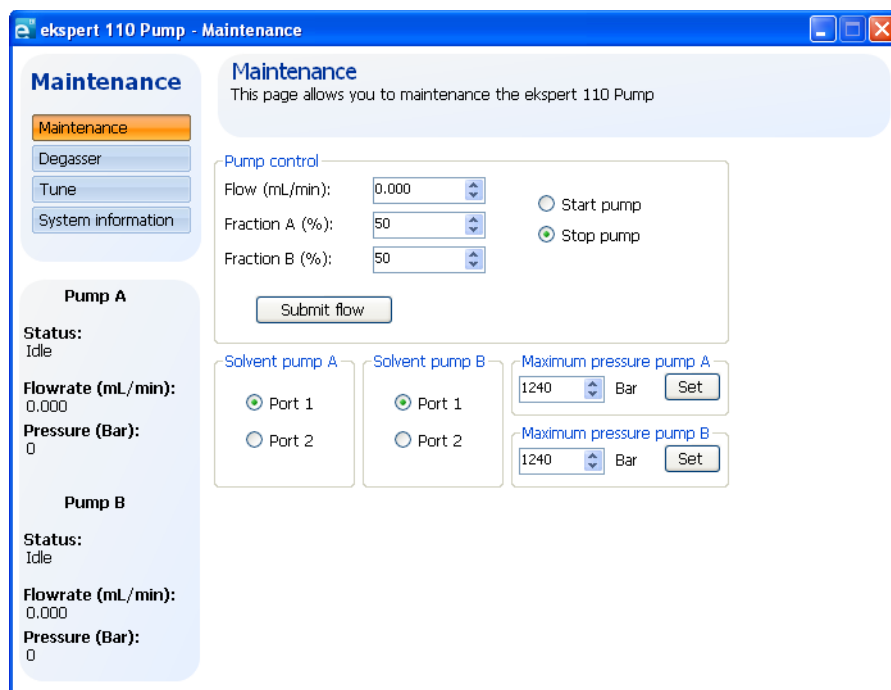 e ekspert 110 Pump - Maintenance
Maintenance
Maintenance
Degasser
Tune
System information
Maintenance
This page allows you to maintenance the ekspert 110 Pump
Pump control
Flow (mL/min): 0.000
Fraction A (%): 50
Fraction B (%): 50
Start pump
Stop pump
Submit flow
Solvent pump A
Port 1
Port 2
Solvent pump B
Port 1
Port 2
Maximum pressure pump A
1240 Bar Set
Maximum pressure pump B
1240 Bar Set
Pump A
Status:
Idle
Flowrate (mL/min):
0.000
Pressure (Bar):
0
Pump B
Status:
Idle
Flowrate (mL/min):
0.000
Pressure (Bar):
0